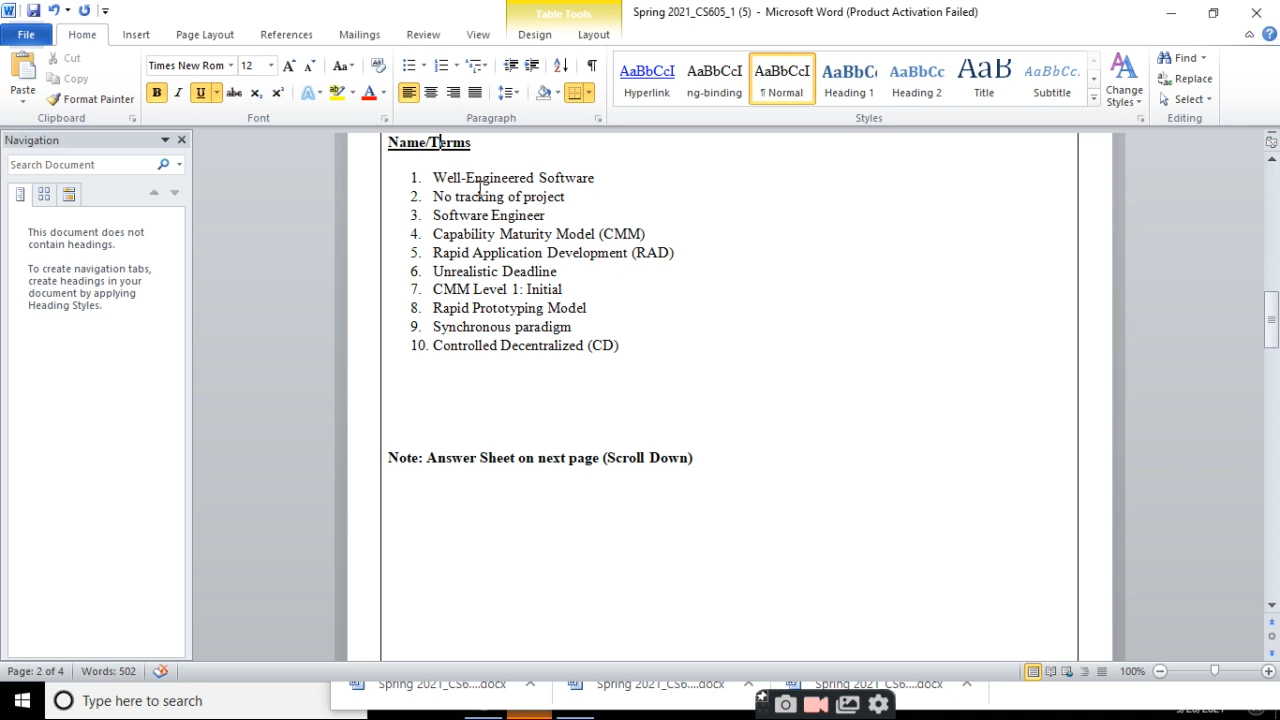 Table Tools
Spring 2021_CS605_1 (5) - Microsoft Word (Product Activation Failed)
File Home Insert Page Layout References Mailings Review View Design Layout
Paste
Cut
Copy
Format Painter
Clipboard
Times New Rom 12
Font
Paragraph
AaBbCcI Hyperlink
AaBbCcI ng-binding
AaBbCcI ¶ Normal
AaBbC Heading 1
AaBbCc Heading 2
AaB Title
AaBbCc. Subtitle
Change Styles
Styles
Find
Replace
Select
Editing
Navigation
Search Document
This document does not contain headings.
To create navigation tabs, create headings in your document by applying Heading Styles.
Name/Terms
1. Well-Engineered Software
2. No tracking of project
3. Software Engineer
4. Capability Maturity Model (CMM)
5. Rapid Application Development (RAD)
6. Unrealistic Deadline
7. CMM Level 1: Initial
8. Rapid Prototyping Model
9. Synchronous paradigm
10. Controlled Decentralized (CD)
Note: Answer Sheet on next page (Scroll Down)
Page: 2 of 4 Words: 502 100%
Spring 2021_CS6....docx Spring 2021_CS6....docx Spring 2021_CS6....docx
Type here to search